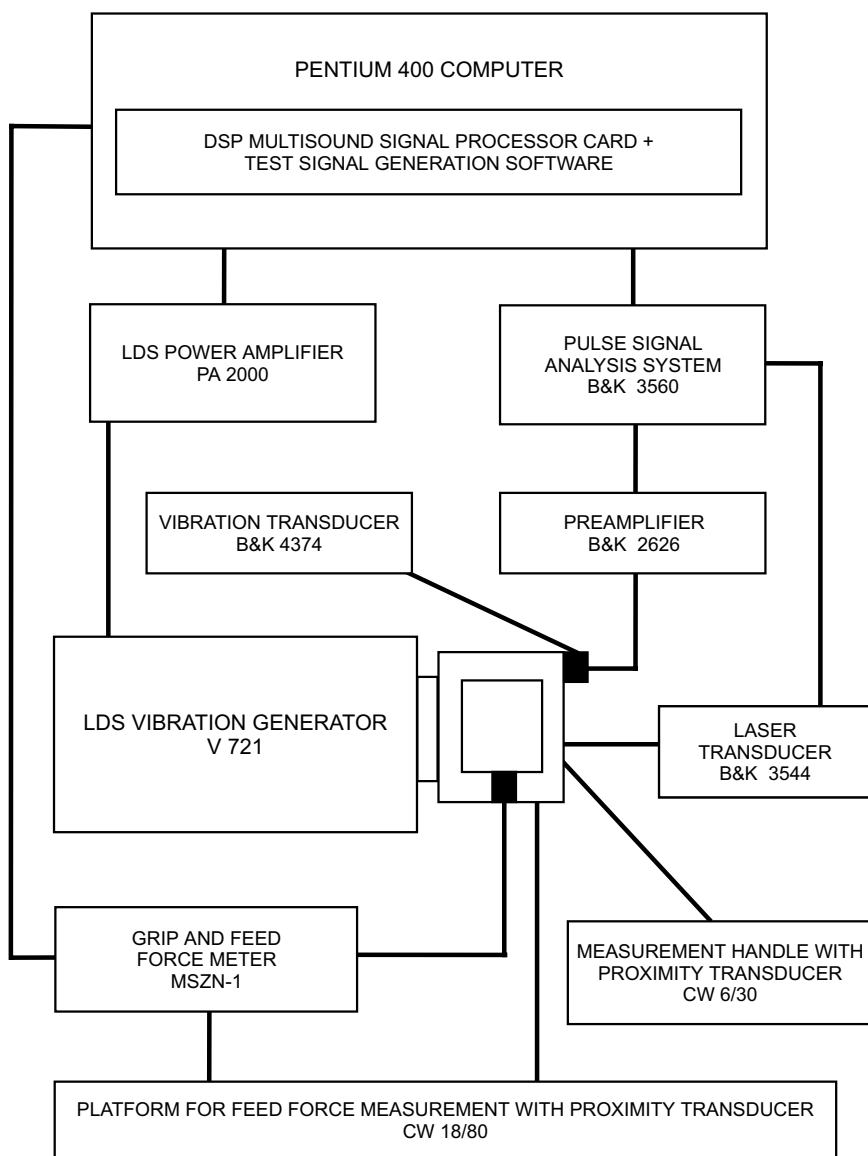 PENTIUM 400 COMPUTER
DSP MULTISOUND SIGNAL PROCESSOR CARD +
TEST SIGNAL GENERATION SOFTWARE
LDS POWER AMPLIFIER
PA 2000
PULSE SIGNAL
ANALYSIS SYSTEM
B&K 3560
VIBRATION TRANSDUCER
B&K 4374
PREAMPLIFIER
B&K 2626
LDS VIBRATION GENERATOR
V 721
LASER
TRANSDUCER
B&K 3544
GRIP AND FEED
FORCE METER
MSZN-1
MEASUREMENT HANDLE WITH
PROXIMITY TRANSDUCER
CW 6/30
PLATFORM FOR FEED FORCE MEASUREMENT WITH PROXIMITY TRANSDUCER
CW 18/80